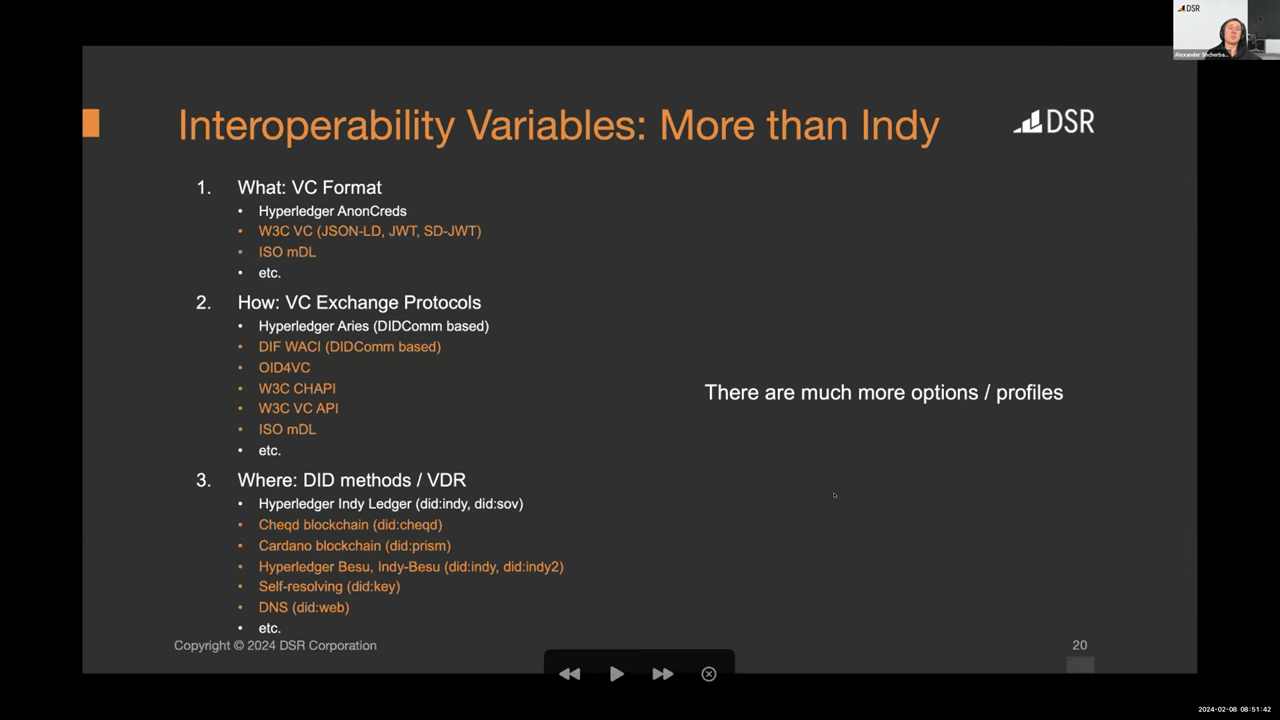 DSR
Alexander Shcherba...
Interoperability Variables: More than Indy
DSR
1. What: VC Format
• Hyperledger AnonCreds
• W3C VC (JSON-LD, JWT, SD-JWT)
• ISO mDL
• etc.
2. How: VC Exchange Protocols
• Hyperledger Aries (DIDComm based)
• DIF WACI (DIDComm based)
• OID4VC
• W3C CHAPI
• W3C VC API
• ISO mDL
• etc.
There are much more options / profiles
3. Where: DID methods / VDR
• Hyperledger Indy Ledger (did:indy, did:sov)
• Cheqd blockchain (did:cheqd)
• Cardano blockchain (did:prism)
• Hyperledger Besu, Indy-Besu (did:indy, did:indy2)
• Self-resolving (did:key)
• DNS (did:web)
• etc.
Copyright © 2024 DSR Corporation
20
2024-02-08 08:51:42